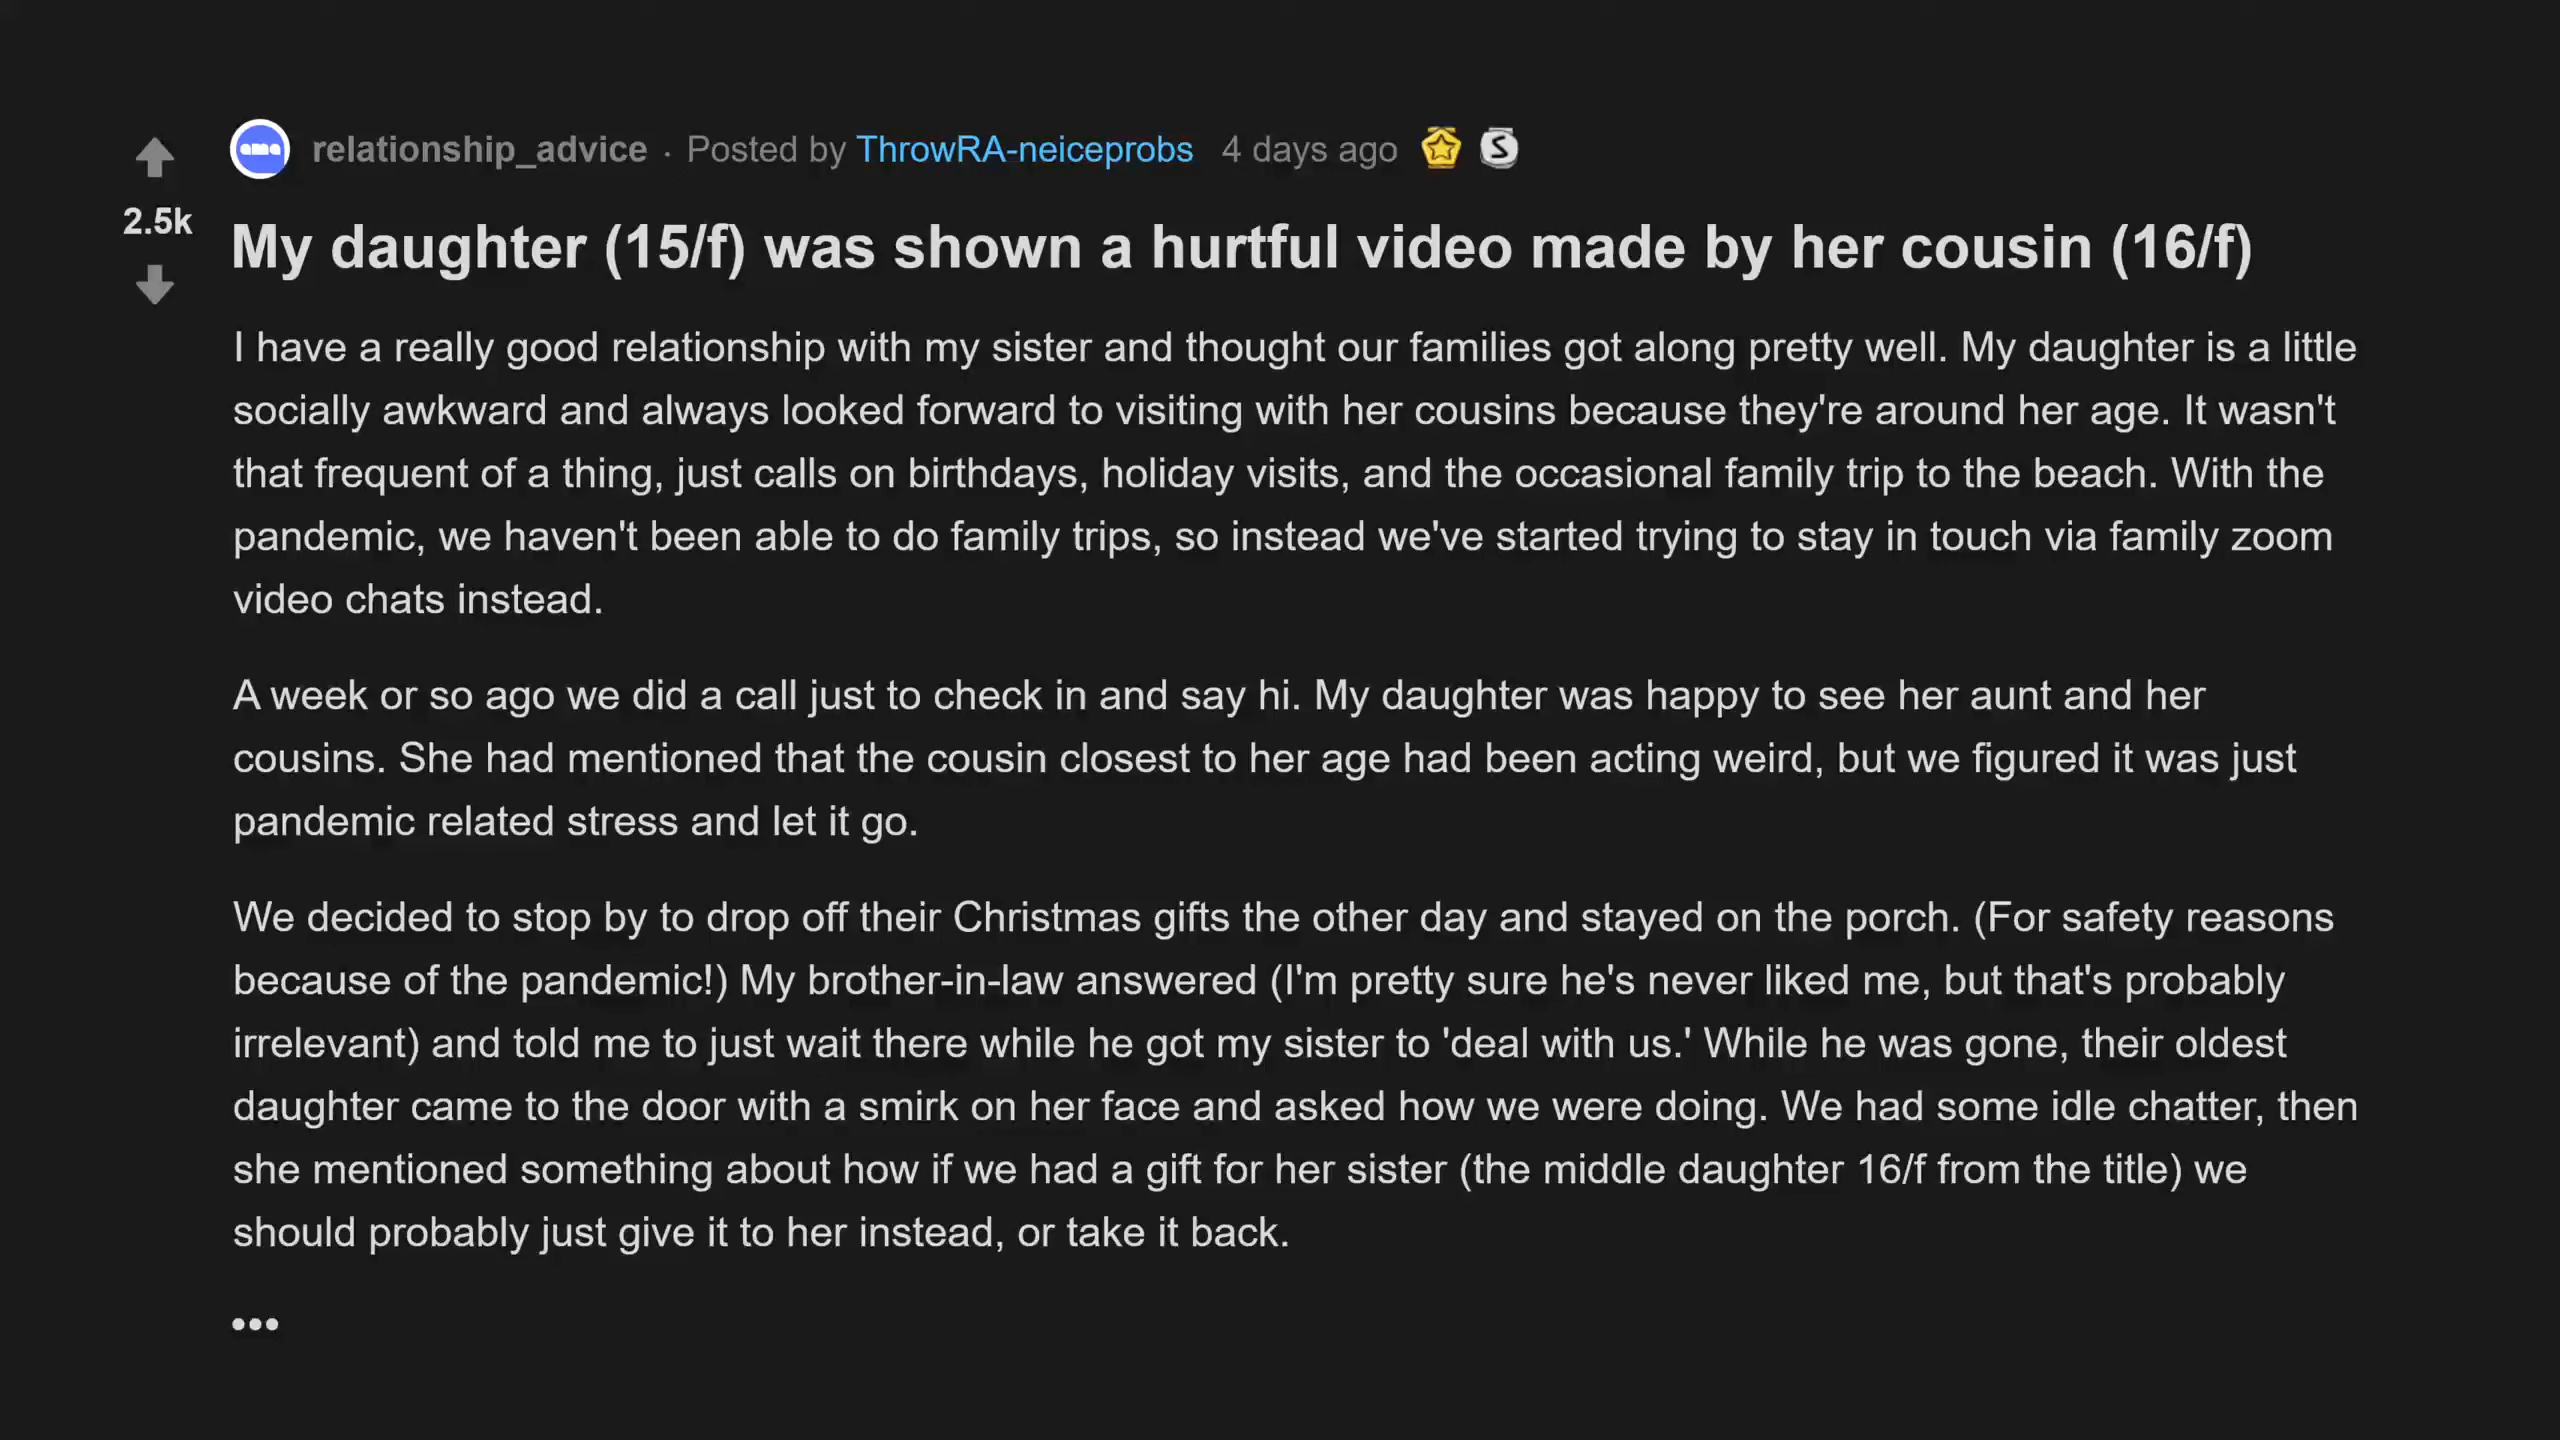 ama relationship_advice · Posted by ThrowRA-neiceprobs 4 days ago S
2.5k
My daughter (15/f) was shown a hurtful video made by her cousin (16/f)
I have a really good relationship with my sister and thought our families got along pretty well. My daughter is a little
socially awkward and always looked forward to visiting with her cousins because they're around her age. It wasn't
that frequent of a thing, just calls on birthdays, holiday visits, and the occasional family trip to the beach. With the
pandemic, we haven't been able to do family trips, so instead we've started trying to stay in touch via family zoom
video chats instead.
A week or so ago we did a call just to check in and say hi. My daughter was happy to see her aunt and her
cousins. She had mentioned that the cousin closest to her age had been acting weird, but we figured it was just
pandemic related stress and let it go.
We decided to stop by to drop off their Christmas gifts the other day and stayed on the porch. (For safety reasons
because of the pandemic!) My brother-in-law answered (I'm pretty sure he's never liked me, but that's probably
irrelevant) and told me to just wait there while he got my sister to 'deal with us.' While he was gone, their oldest
daughter came to the door with a smirk on her face and asked how we were doing. We had some idle chatter, then
she mentioned something about how if we had a gift for her sister (the middle daughter 16/f from the title) we
should probably just give it to her instead, or take it back.
•••